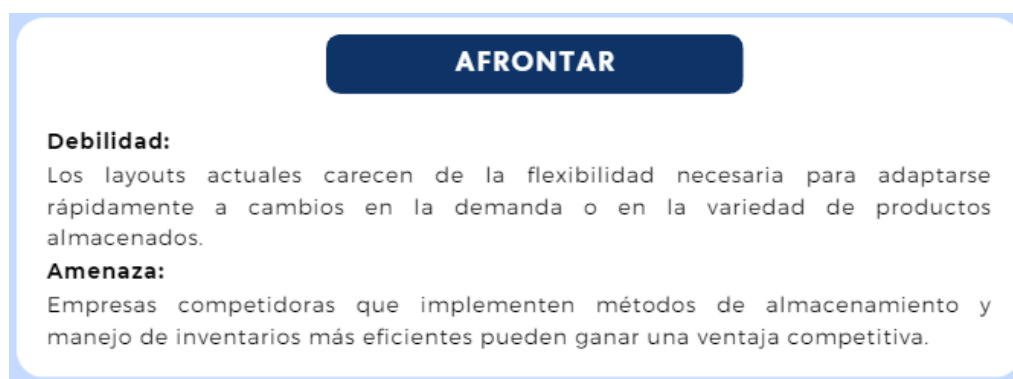 AFRONTAR
Debilidad:
Los layouts actuales carecen de la flexibilidad necesaria para adaptarse
rápidamente a cambios en la demanda o en la variedad de productos
almacenados.
Amenaza:
Empresas competidoras que implementen métodos de almacenamiento y
manejo de inventarios más eficientes pueden ganar una ventaja competitiva.